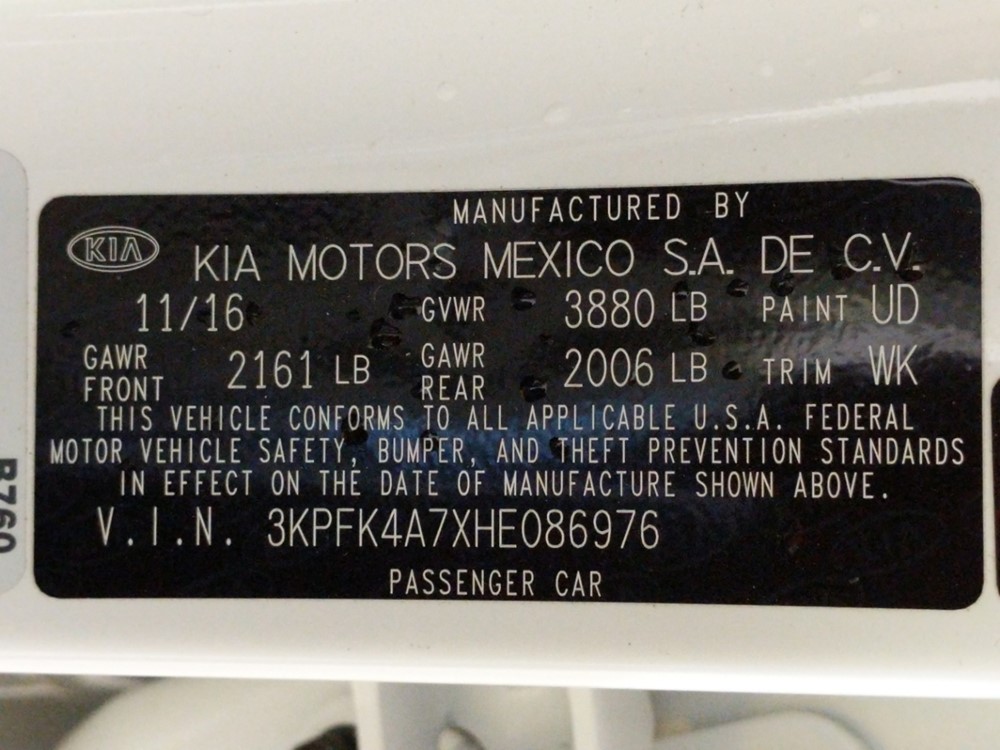 MANUFACTURED BY
KIA KIA MOTORS MEXICO S.A. DE C.V.
11/16 GVWR 3880 LB PAINT UD
GAWR FRONT 2161 LB GAWR REAR 2006 LB TRIM WK
THIS VEHICLE CONFORMS TO ALL APPLICABLE U.S.A. FEDERAL
MOTOR VEHICLE SAFETY, BUMPER, AND THEFT PREVENTION STANDARDS
IN EFFECT ON THE DATE OF MANUFACTURE SHOWN ABOVE.
V.I.N. 3KPFK4A7XHE086976
PASSENGER CAR